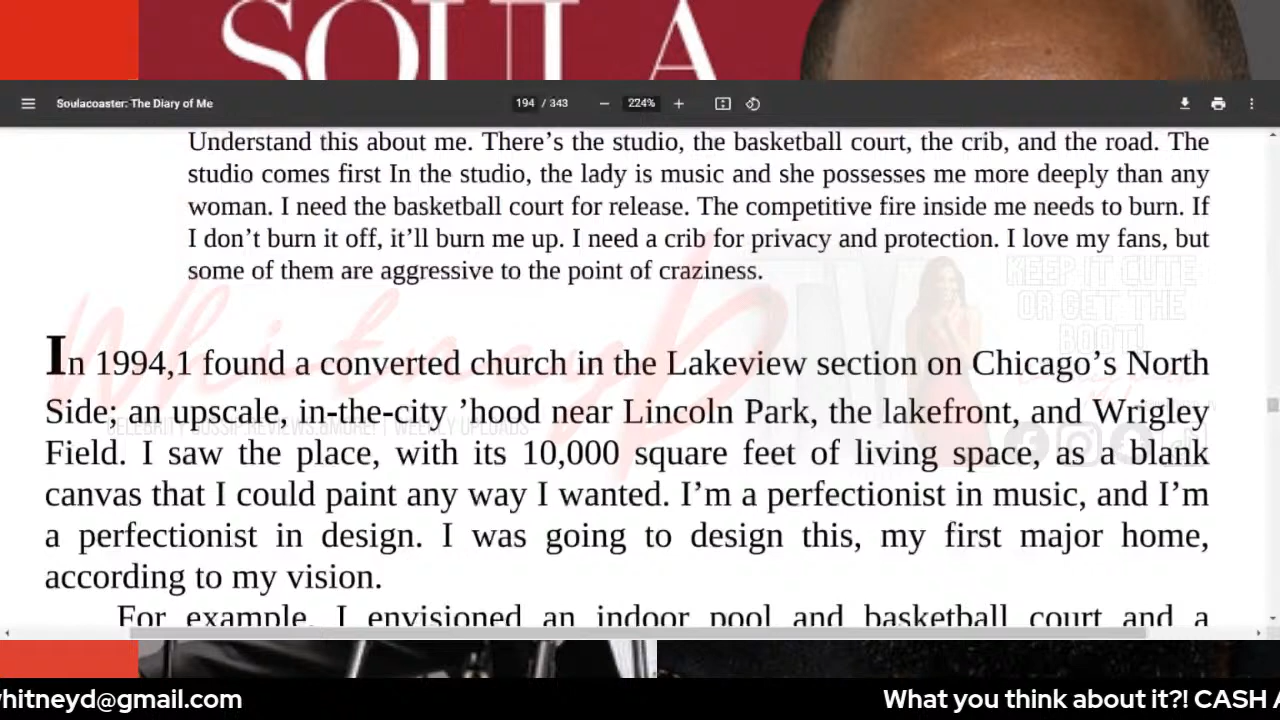 SOUL A
Soulacoaster: The Diary of Me
194 / 343
224%
Understand this about me. There’s the studio, the basketball court, the crib, and the road. The
studio comes first In the studio, the lady is music and she possesses me more deeply than any
woman. I need the basketball court for release. The competitive fire inside me needs to burn. If
I don’t burn it off, it’ll burn me up. I need a crib for privacy and protection. I love my fans, but
some of them are aggressive to the point of craziness.
KEEP IT CUTE
OR GET THE
BOOT!
WhitneyD TV
In 1994,1 found a converted church in the Lakeview section on Chicago’s North
Side; an upscale, in-the-city ’hood near Lincoln Park, the lakefront, and Wrigley
CELEBRITY GOSSIP, REVIEWS, &MORE!! | WEEKLY UPLOADS
Field. I saw the place, with its 10,000 square feet of living space, as a blank
canvas that I could paint any way I wanted. I’m a perfectionist in music, and I’m
a perfectionist in design. I was going to design this, my first major home,
according to my vision.
For example, I envisioned an indoor pool and basketball court and a
whitneyd@gmail.com
What you think about it?! CASH A